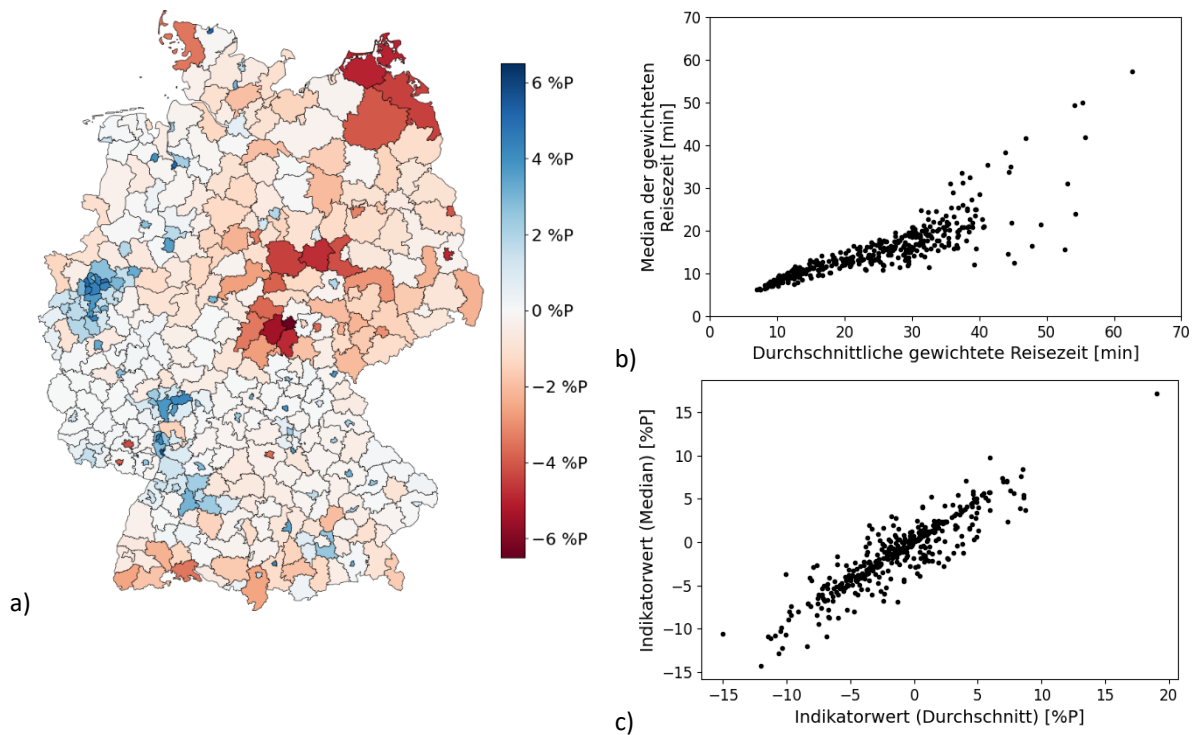 6 %P
4 %P
2 %P
0 %P
−2 %P
−4 %P
−6 %P
a)
70
60
50
40
30
20
10
0
0
10
20
30
40
50
60
70
Median der gewichteten
Reisezeit [min]
Durchschnittliche gewichtete Reisezeit [min]
b)
15
10
5
0
−5
−10
−15
−15
−10
−5
0
5
10
15
20
Indikatorwert (Median) [%P]
Indikatorwert (Durchschnitt) [%P]
c)